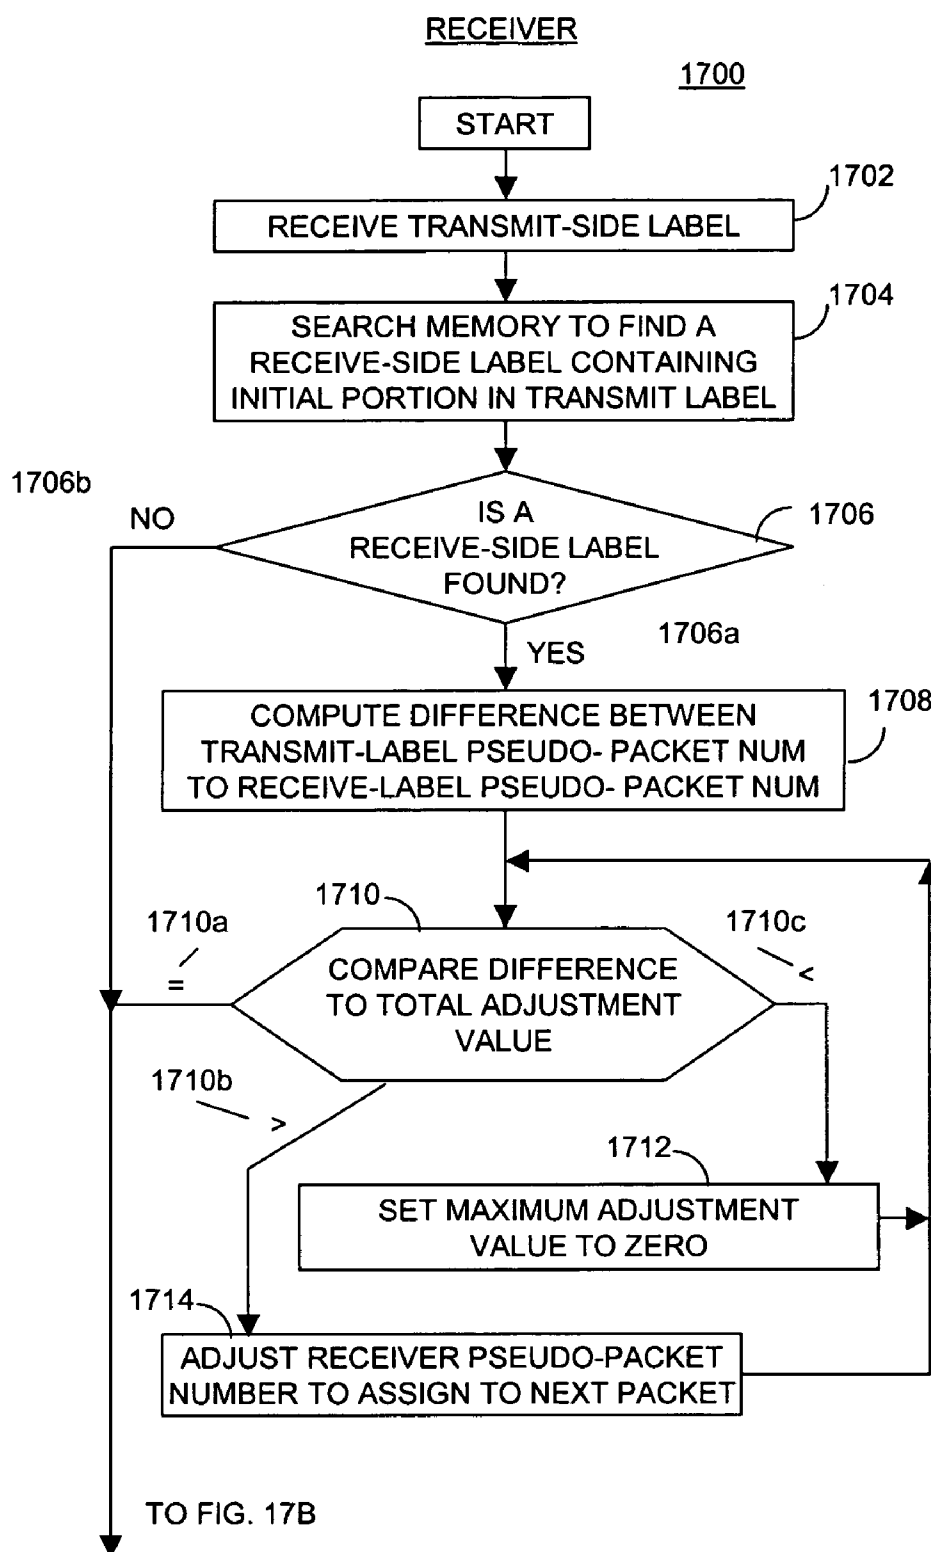 RECEIVER
1700
START
1702
RECEIVE TRANSMIT-SIDE LABEL
1704
SEARCH MEMORY TO FIND A
RECEIVE-SIDE LABEL CONTAINING
INITIAL PORTION IN TRANSMIT LABEL
1706b
NO
IS A
RECEIVE-SIDE LABEL
FOUND?
1706
1706a
YES
1708
COMPUTE DIFFERENCE BETWEEN
TRANSMIT-LABEL PSEUDO- PACKET NUM
TO RECEIVE-LABEL PSEUDO- PACKET NUM
1710
1710a
=
1710c
<
COMPARE DIFFERENCE
TO TOTAL ADJUSTMENT
VALUE
1710b
>
1712
SET MAXIMUM ADJUSTMENT
VALUE TO ZERO
1714
ADJUST RECEIVER PSEUDO-PACKET
NUMBER TO ASSIGN TO NEXT PACKET
TO FIG. 17B